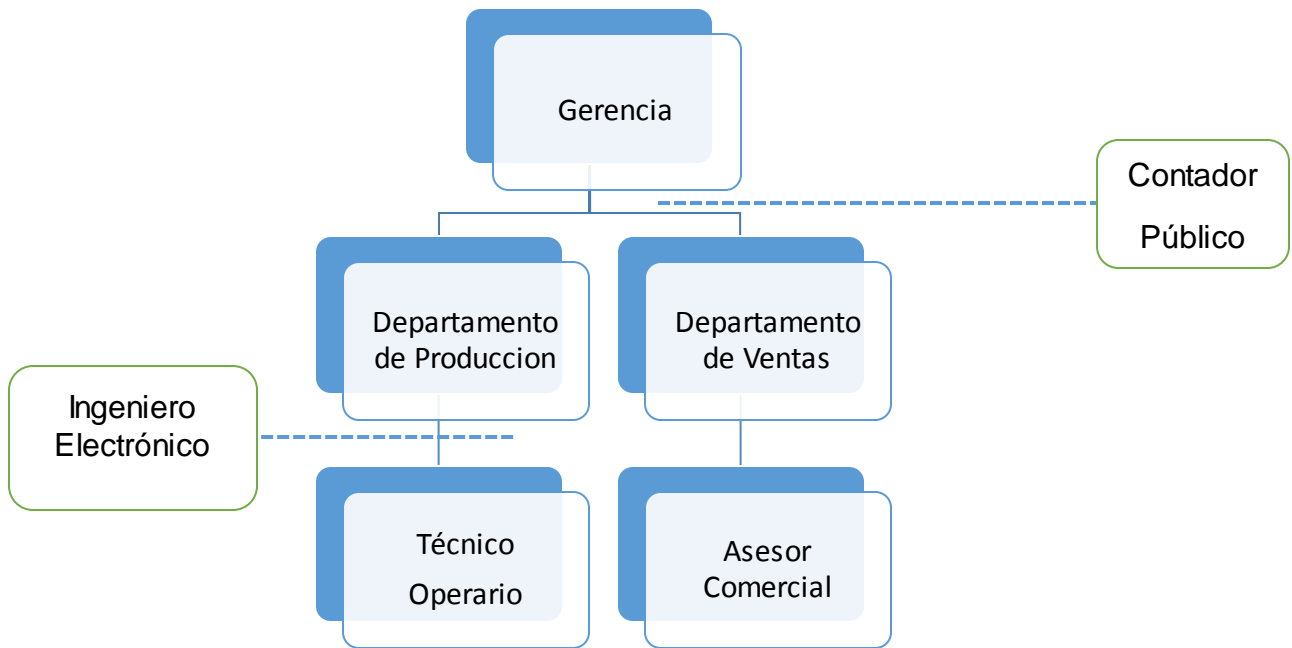 Gerencia
Contador
Público
Departamento
de Produccion
Departamento
de Ventas
Ingeniero
Electrónico
Técnico
Operario
Asesor
Comercial